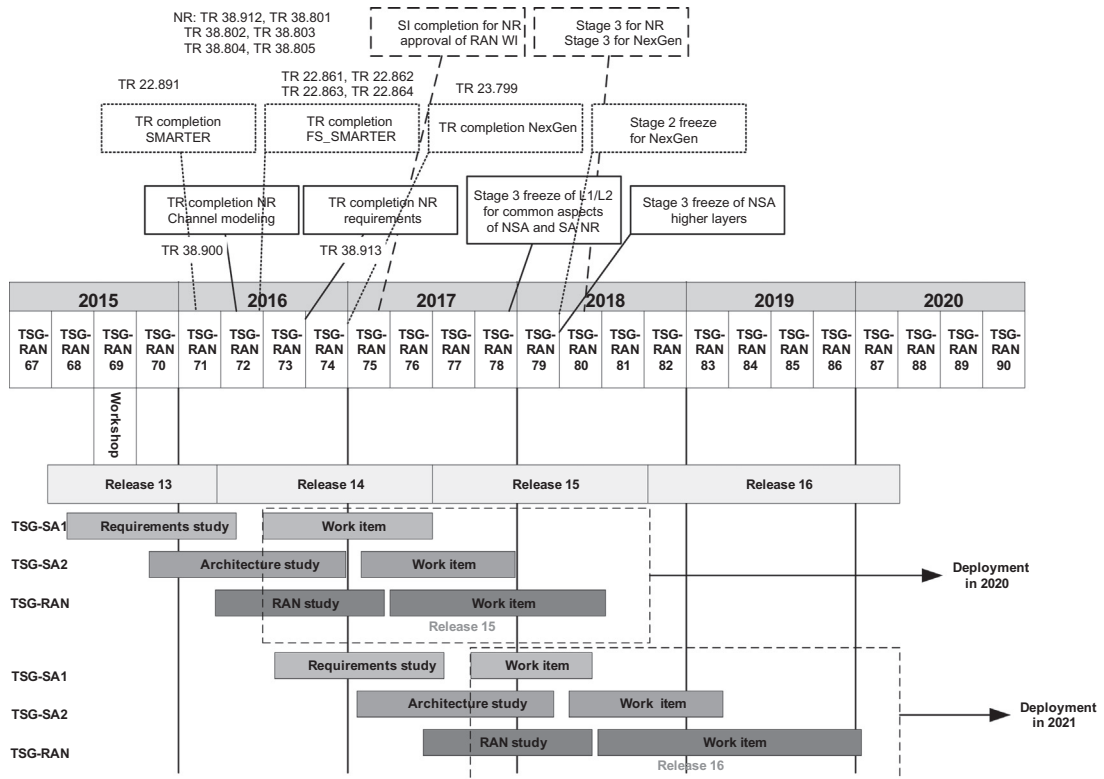 NR: TR 38.912, TR 38.801
TR 38.802, TR 38.803
TR 38.804, TR 38.805
SI completion for NR
approval of RAN WI
Stage 3 for NR
Stage 3 for NexGen
TR 22.891
TR 22.861, TR 22.862
TR 22.863, TR 22.864
TR 23.799
TR completion
SMARTER
TR completion
FS_SMARTER
TR completion NexGen
Stage 2 freeze
for NexGen
TR completion NR
Channel modeling
TR completion NR
requirements
Stage 3 freeze of L1/L2
for common aspects
of NSA and SA NR
Stage 3 freeze of NSA
higher layers
TR 38.900
TR 38.913
2015 2016 2017 2018 2019 2020
TSG- TSG- TSG- TSG- TSG- TSG- TSG- TSG- TSG- TSG- TSG- TSG- TSG- TSG- TSG- TSG- TSG- TSG- TSG- TSG- TSG- TSG- TSG- TSG-
RAN RAN RAN RAN RAN RAN RAN RAN RAN RAN RAN RAN RAN RAN RAN RAN RAN RAN RAN RAN RAN RAN RAN RAN
67 68 69 70 71 72 73 74 75 76 77 78 79 80 81 82 83 84 85 86 87 88 89 90
Workshop
Release 13 Release 14 Release 15 Release 16
TSG-SA1 Requirements study Work item
TSG-SA2 Architecture study Work item
Deployment
in 2020
TSG-RAN RAN study Work item
Release 15
TSG-SA1 Requirements study Work item
TSG-SA2 Architecture study Work item
Deployment
in 2021
TSG-RAN RAN study Work item
Release 16